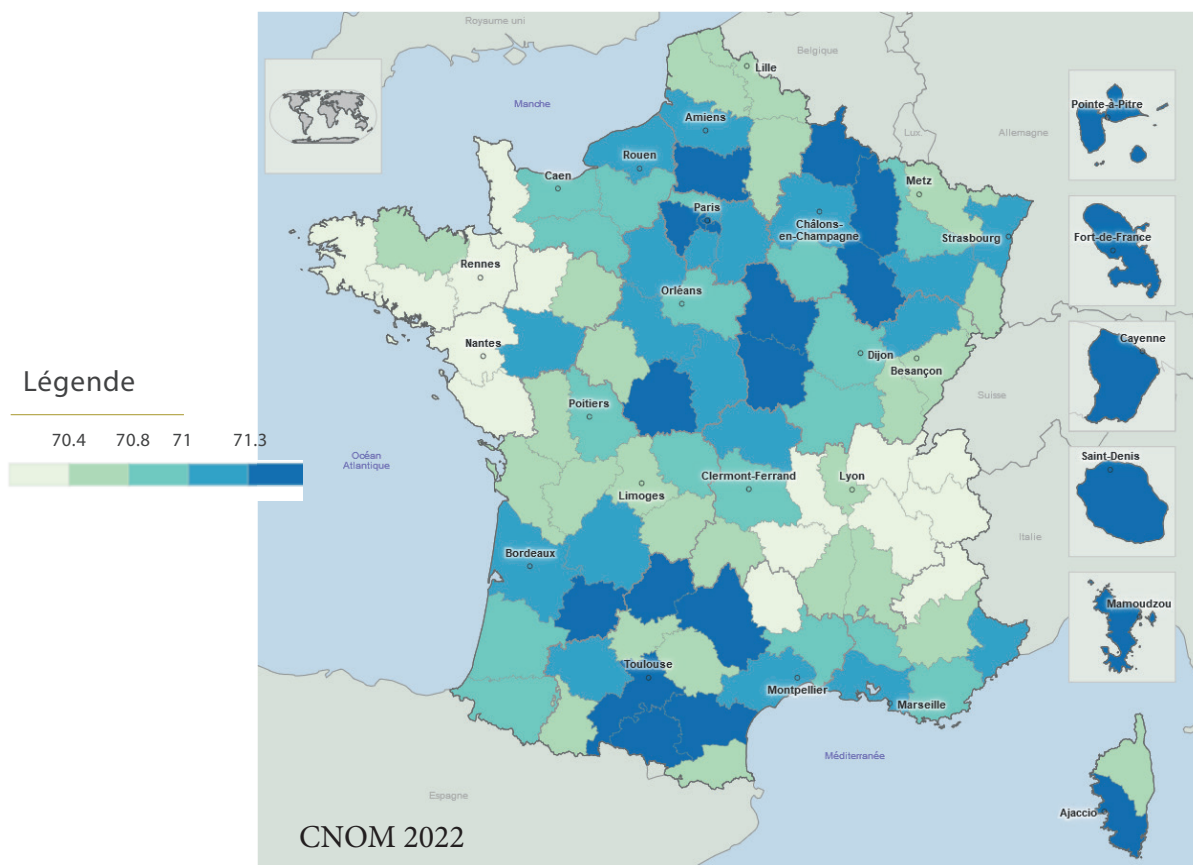 Royaume uni
Belgique
Lille
Manche
Pointe-a-Pitre
Amiens
Lux.
Allemagne
Rouen
Caen
Metz
Paris
Châlons-
en-Champagne
Strasbourg
Fort-de-France
Rennes
Orléans
Nantes
Dijon
Besançon
Cayenne
Légende
Suisse
Poitiers
70.4 70.8 71 71.3
Océan
Atlantique
Saint-Denis
Clermont-Ferrand
Lyon
Limoges
Italie
Bordeaux
Mamoudzou
Toulouse
Montpellier
Marseille
Méditerranée
Espagne
Ajaccio
CNOM 2022